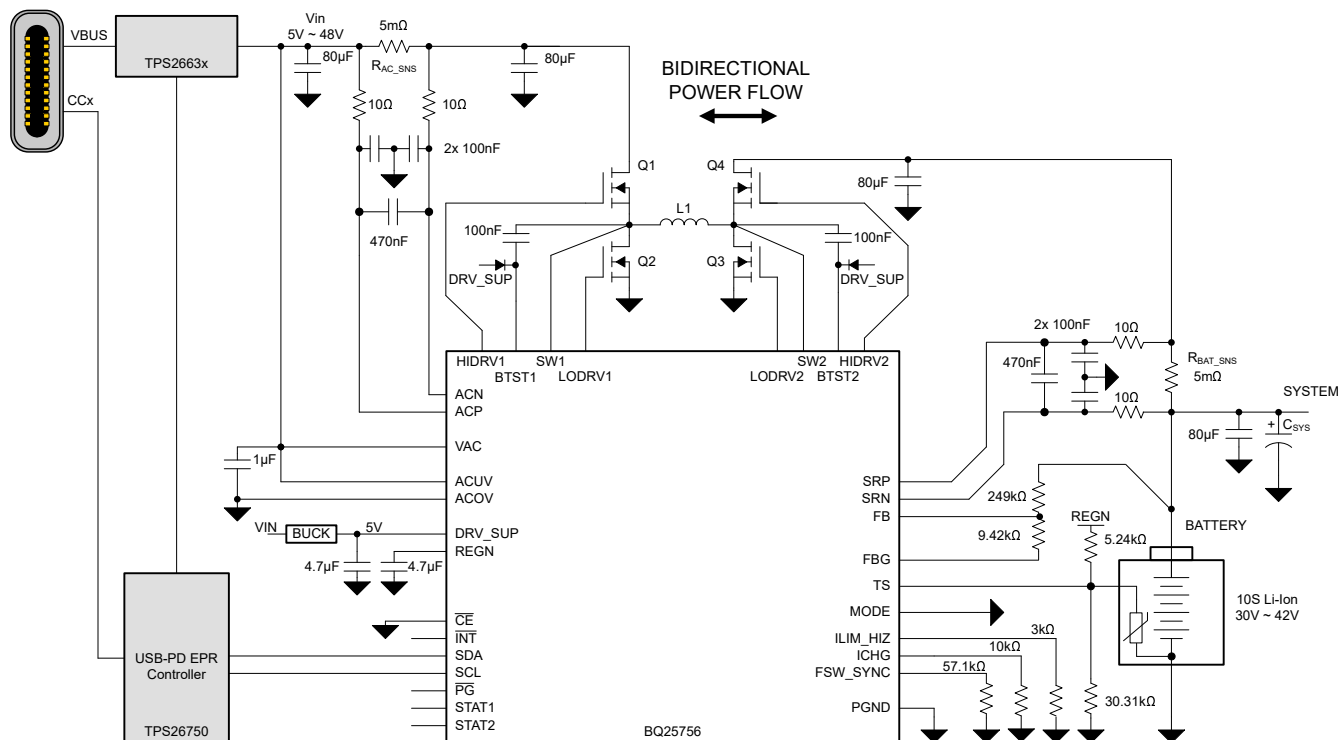 VBUS
TPS2663x
Vin
5V ~ 48V
5mΩ
R_AC_SNS
80µF
80µF
CCx
10Ω
10Ω
2x 100nF
470nF
BIDIRECTIONAL
POWER FLOW
Q1
Q4
80µF
L1
100nF
100nF
DRV_SUP
Q2
Q3
DRV_SUP
HIDRV1
BTST1
SW1
LODRV1
LODRV2
SW2
BTST2
HIDRV2
2x 100nF
10Ω
470nF
10Ω
R_BAT_SNS
5mΩ
SYSTEM
80µF
+
C_SYS
ACN
ACP
VAC
1µF
ACUV
ACOV
VIN
BUCK
5V
DRV_SUP
REGN
4.7µF
4.7µF
CE
INT
SDA
SCL
PG
STAT1
STAT2
USB-PD EPR
Controller
TPS26750
BQ25756
SRP
SRN
FB
FBG
TS
MODE
ILIM_HIZ
ICHG
FSW_SYNC
PGND
249kΩ
9.42kΩ
REGN
5.24kΩ
BATTERY
10S Li-Ion
30V ~ 42V
3kΩ
10kΩ
57.1kΩ
30.31kΩ